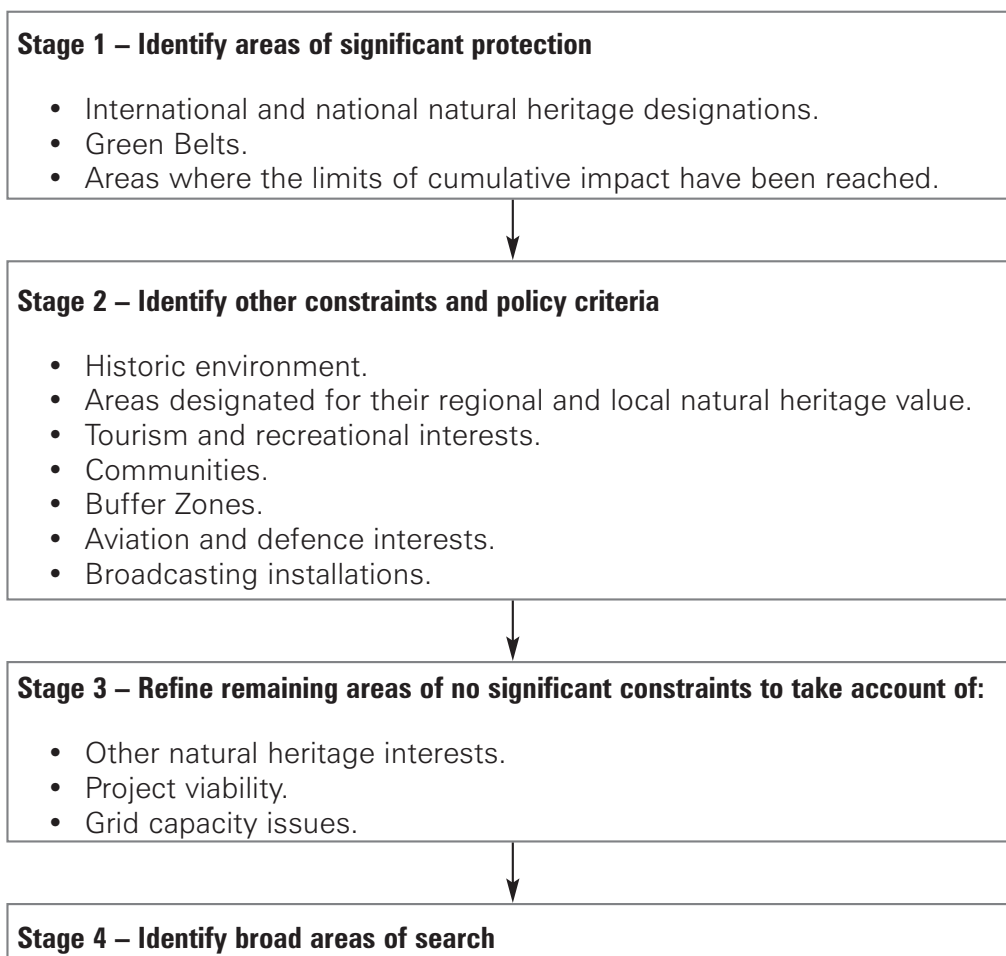 Stage 1 – Identify areas of significant protection
• International and national natural heritage designations.
• Green Belts.
• Areas where the limits of cumulative impact have been reached.
Stage 2 – Identify other constraints and policy criteria
• Historic environment.
• Areas designated for their regional and local natural heritage value.
• Tourism and recreational interests.
• Communities.
• Buffer Zones.
• Aviation and defence interests.
• Broadcasting installations.
Stage 3 – Refine remaining areas of no significant constraints to take account of:
• Other natural heritage interests.
• Project viability.
• Grid capacity issues.
Stage 4 – Identify broad areas of search